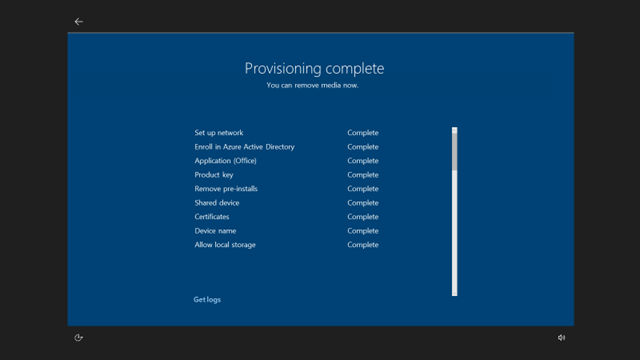 Provisioning complete
You can remove media now.
Set up network Complete
Enroll in Azure Active Directory Complete
Application (Office) Complete
Product key Complete
Remove pre-installs Complete
Shared device Complete
Certificates Complete
Device name Complete
Allow local storage Complete
Get logs